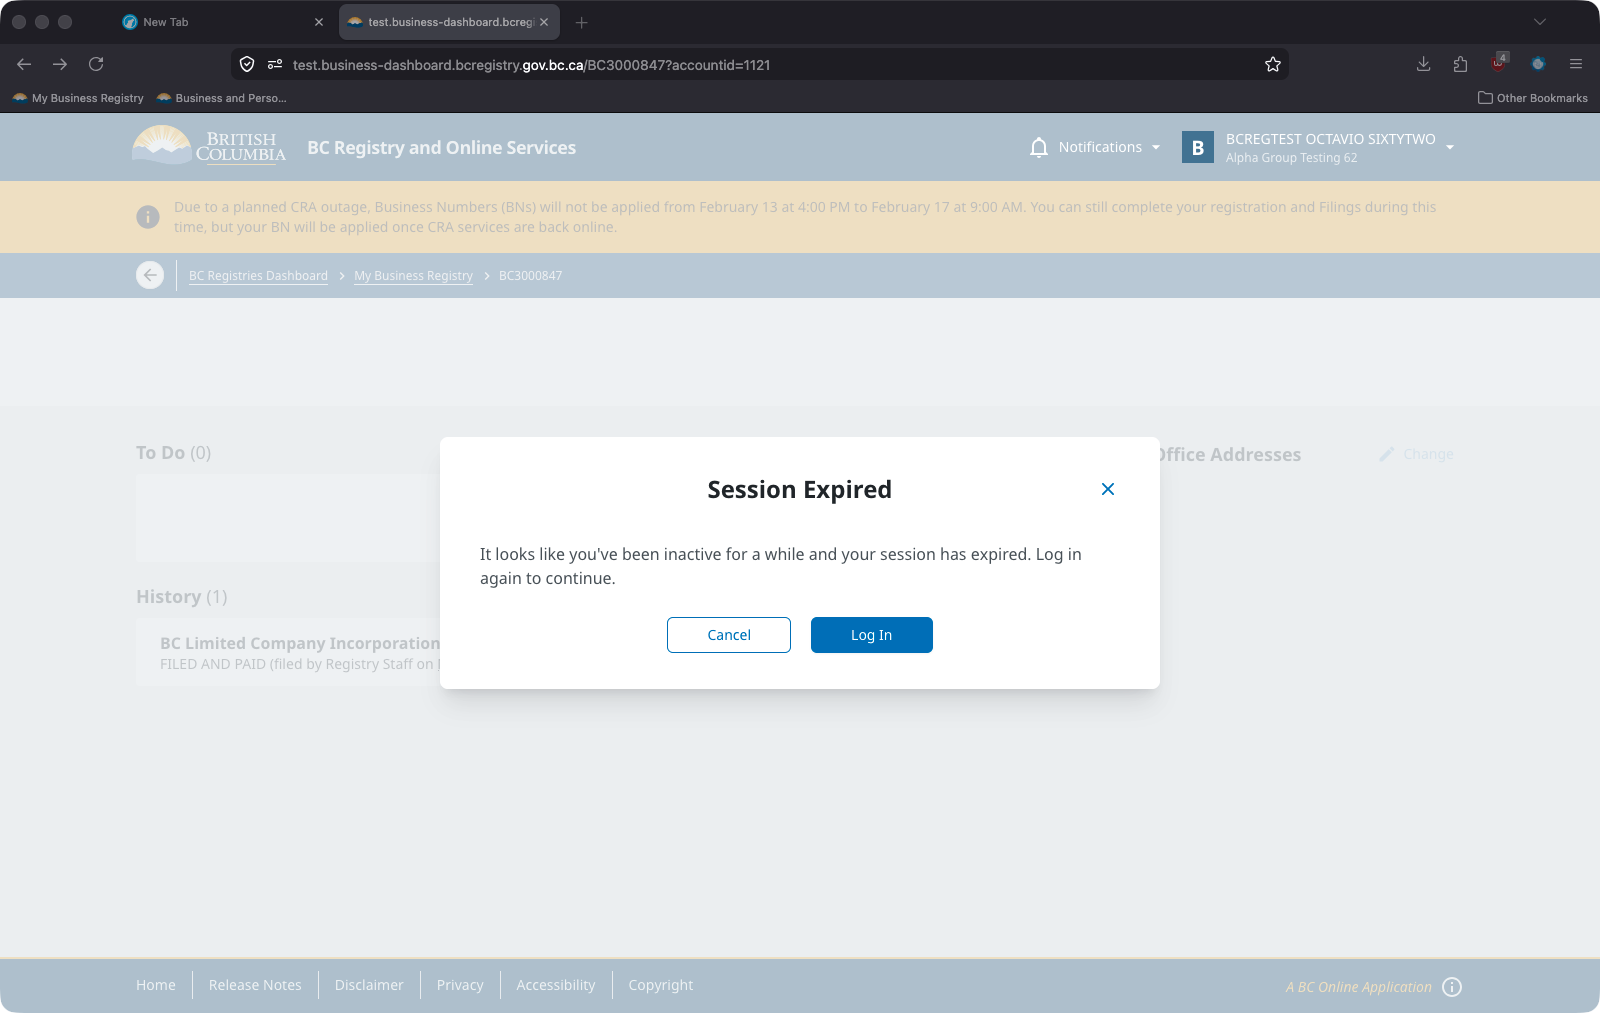 New Tab
test.business-dashboard.bcregi
test.business-dashboard.bcregistry.gov.bc.ca/BC3000847?accountid=1121
4
My Business Registry
Business and Perso...
Other Bookmarks
BRITISH COLUMBIA
BC Registry and Online Services
Notifications
B
BCREGTEST OCTAVIO SIXTYTWO
Alpha Group Testing 62
Due to a planned CRA outage, Business Numbers (BNs) will not be applied from February 13 at 4:00 PM to February 17 at 9:00 AM. You can still complete your registration and Filings during this
time, but your BN will be applied once CRA services are back online.
BC Registries Dashboard > My Business Registry > BC3000847
To Do (0)
Office Addresses
Change
Session Expired
It looks like you've been inactive for a while and your session has expired. Log in
again to continue.
Cancel
Log In
History (1)
BC Limited Company Incorporation
FILED AND PAID (filed by Registry Staff on
Home
Release Notes
Disclaimer
Privacy
Accessibility
Copyright
A BC Online Application